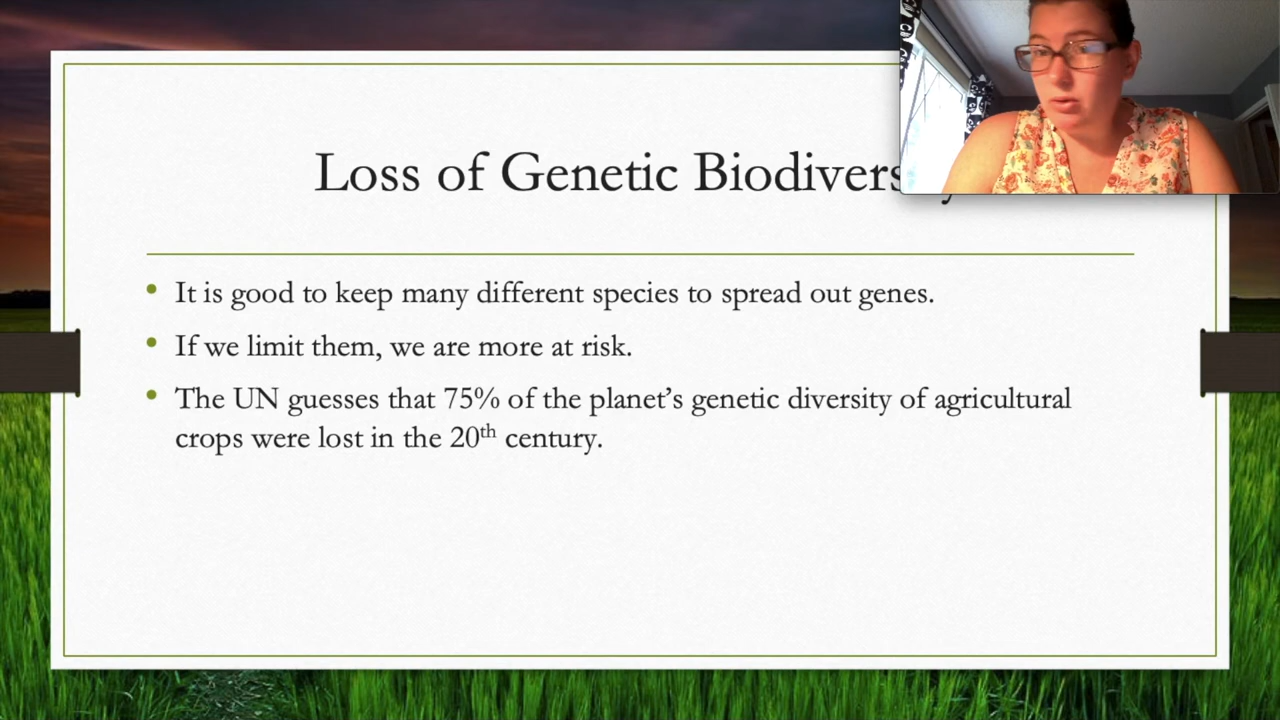 Loss of Genetic
It is good to keep many different species to spread out genes.
If we limit them, we are more at risk.
The UN guesses that 75% of the planet’s genetic diversity of agricultural
crops were lost in the 20th century.